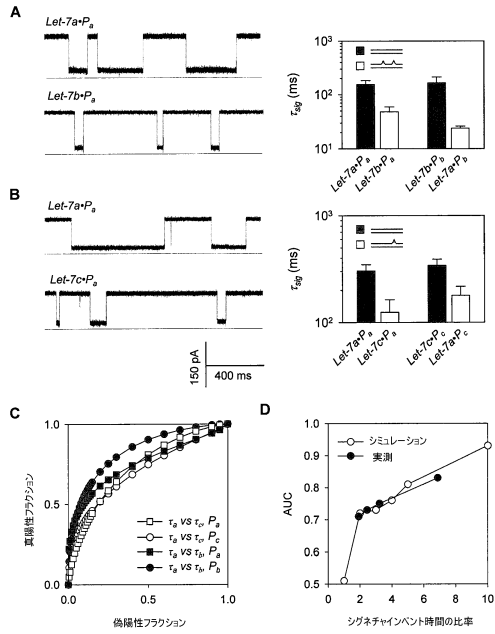 A
Let-7a•Pa
Let-7b•Pa
τsig (ms)
10³
10²
10¹
Let-7a•Pa
Let-7b•Pa
Let-7b•Pb
Let-7a•Pb
B
Let-7a•Pa
Let-7c•Pa
150 pA
400 ms
τsig (ms)
10³
10²
Let-7a•Pa
Let-7c•Pa
Let-7c•Pc
Let-7a•Pc
C
真陽性フラクション
1.0
0.5
0.0
0.5
1.0
τa vs τc, Pa
τa vs τc, Pc
τa vs τb, Pa
τa vs τb, Pb
偽陽性フラクション
D
AUC
1.0
0.9
0.8
0.7
0.6
0.5
シミュレーション
実測
0 2 4 6 8 10
シグネチャインベント時間の比率